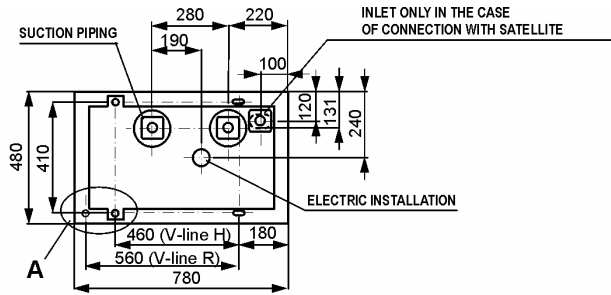 INLET ONLY IN THE CASE
OF CONNECTION WITH SATELLITE
280
220
SUCTION PIPING
190
100
120
131
240
480
410
ELECTRIC INSTALLATION
460 (V-line H)
180
A
560 (V-line R)
780